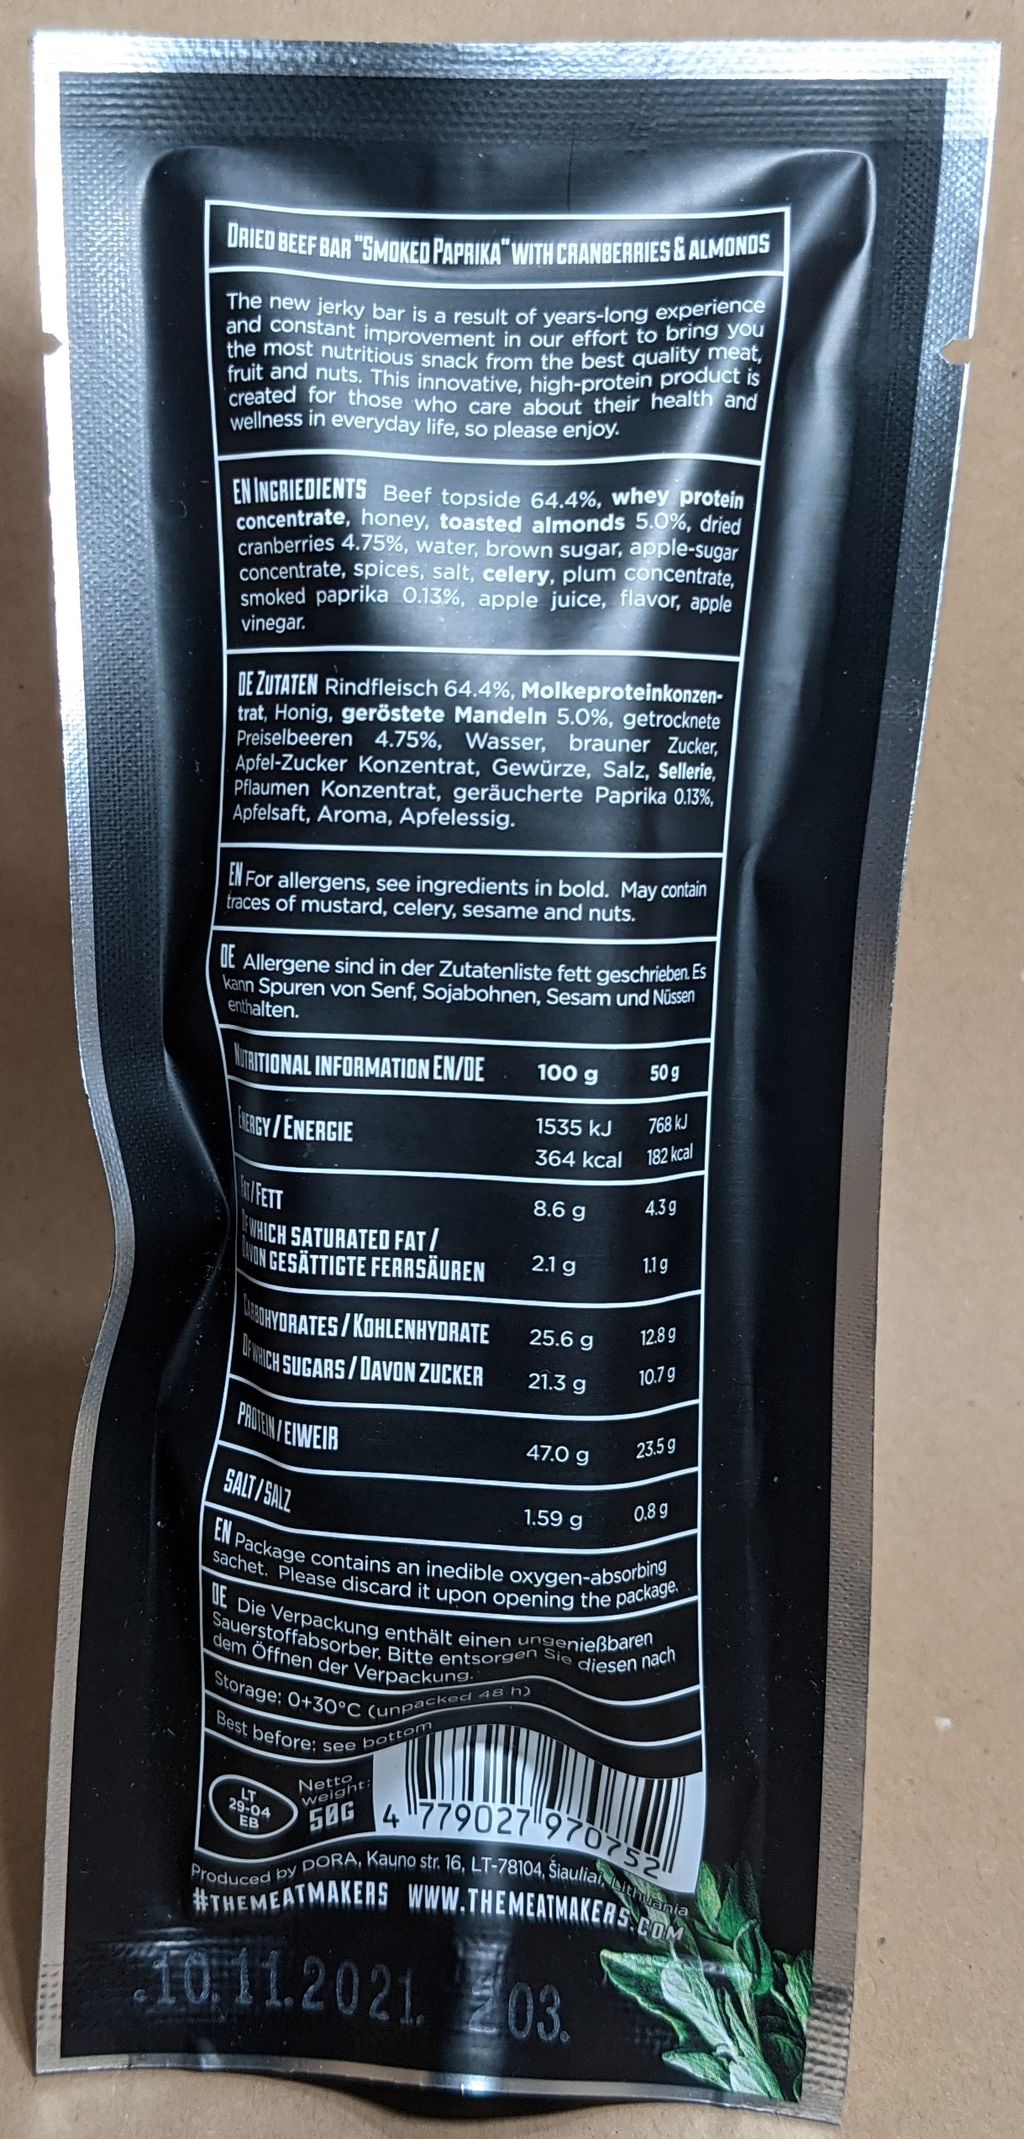 DRIED BEEF BAR "SMOKED PAPRIKA" WITH CRANBERRIES & ALMONDS
The new jerky bar is a result of years-long experience
and constant improvement in our effort to bring you
the most nutritious snack from the best quality meat,
fruit and nuts. This innovative, high-protein product is
created for those who care about their health and
wellness in everyday life, so please enjoy.
EN INGRIEDIENTS Beef topside 64.4%, whey protein
concentrate, honey, toasted almonds 5.0%, dried
cranberries 4.75%, water, brown sugar, apple-sugar
concentrate, spices, salt, celery, plum concentrate,
smoked paprika 0.13%, apple juice, flavor, apple
vinegar.
DE ZUTATEN Rindfleisch 64.4%, Molkeproteinkonzen-
trat, Honig, geröstete Mandeln 5.0%, getrocknete
Preiselbeeren 4.75%, Wasser, brauner Zucker,
Apfel-Zucker Konzentrat, Gewürze, Salz, Sellerie,
Pflaumen Konzentrat, geräucherte Paprika 0.13%,
Apfelsaft, Aroma, Apfelessig.
EN For allergens, see ingredients in bold. May contain
traces of mustard, celery, sesame and nuts.
DE Allergene sind in der Zutatenliste fett geschrieben. Es
kann Spuren von Senf, Sojabohnen, Sesam und Nüssen
enthalten.
NUTRITIONAL INFORMATION EN/DE 100 g 50 g
ENERGY / ENERGIE 1535 kJ 768 kJ
364 kcal 182 kcal
FAT / FETT 8.6 g 4.3 g
OF WHICH SATURATED FAT /
DAVON GESÄTTIGTE FERRSÄUREN 2.1 g 1.1 g
CARBOHYDRATES / KOHLENHYDRATE 25.6 g 12.8 g
OF WHICH SUGARS / DAVON ZUCKER 21.3 g 10.7 g
PROTEIN / EIWEIß 47.0 g 23.5 g
SALT / SALZ 1.59 g 0.8 g
EN Package contains an inedible oxygen-absorbing
sachet. Please discard it upon opening the package.
DE Die Verpackung enthält einen ungenießbaren
Sauerstoffabsorber. Bitte entsorgen Sie diesen nach
dem Öffnen der Verpackung.
Storage: 0+30°C (unpacked 48 h)
Best before: see bottom
LT
29-04
EB
Netto
weight:
50G
4 779027 970752
Produced by DORA, Kauno str. 16, LT-78104, Šiauliai, Lithuania
#THEMEATMAKERS WWW.THEMEATMAKERS.COM
.10.11.2021. 203.